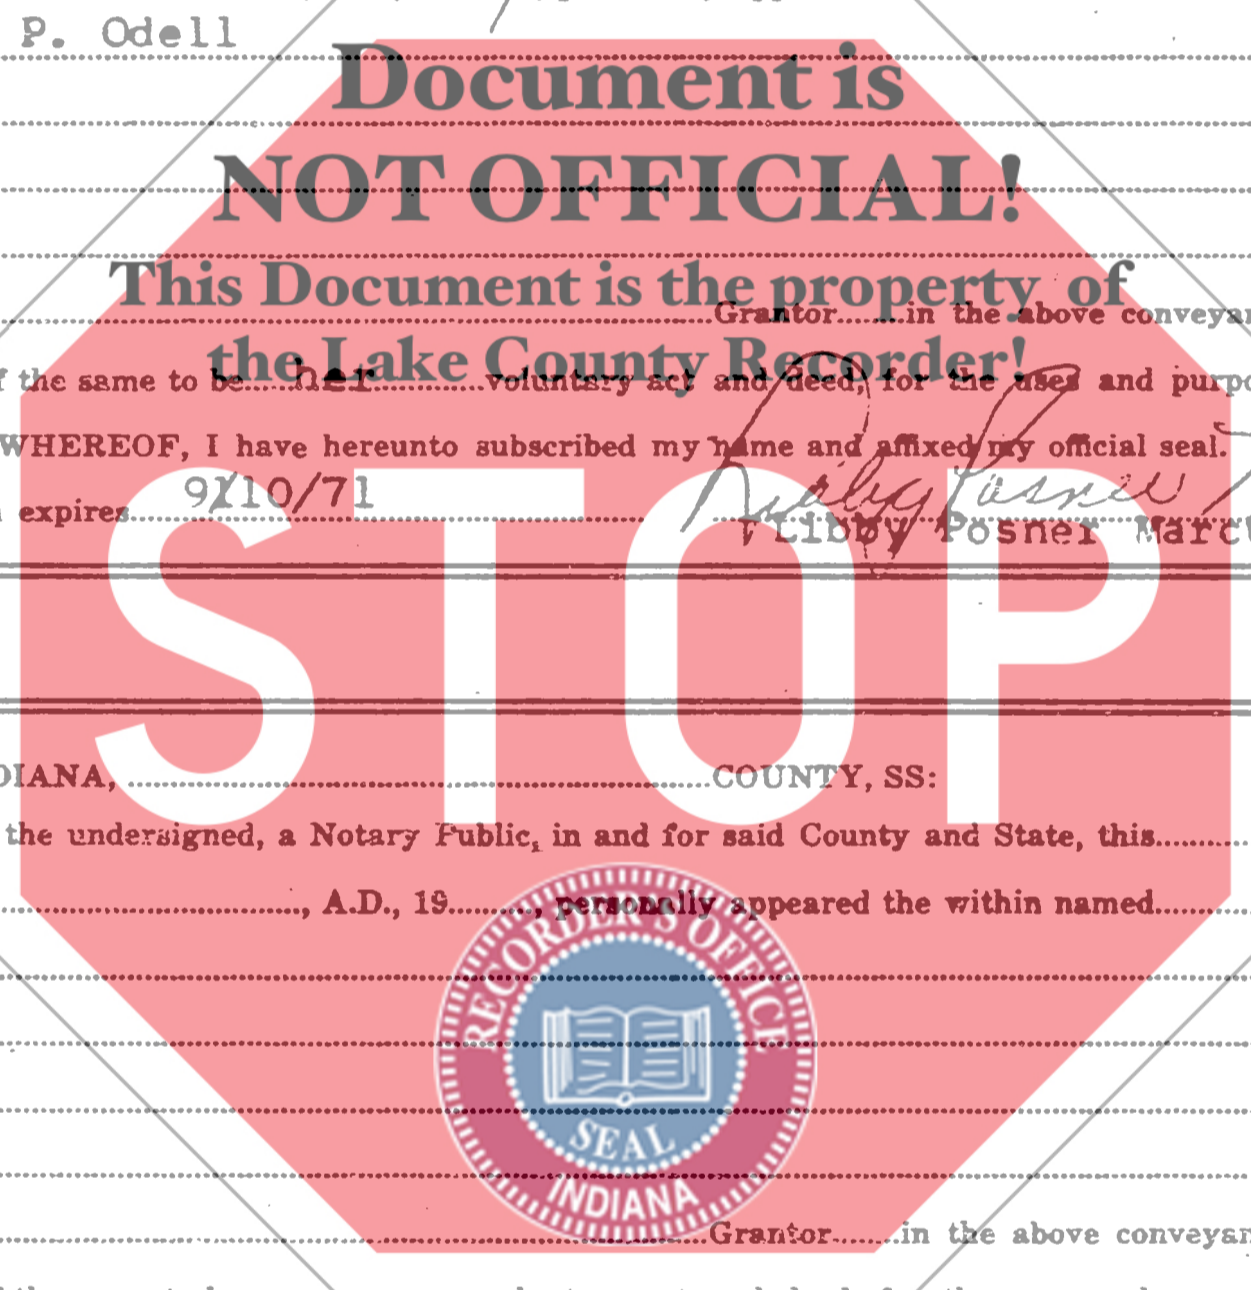 P. Odell
Document is
NOT OFFICIAL!
This Document is the property of
the Lake County Recorder!
Grantor in the above conveyan
f the same to be her voluntary act and deed, for the uses and purpo
WHEREOF, I have hereunto subscribed my name and affixed my official seal.
expires 9/10/71
Libby Posner
Libby Posner Marcu
STOP
DIANA, COUNTY, SS:
the undersigned, a Notary Public, in and for said County and State, this
, A.D., 19 , personally appeared the within named
RECORDER'S OFFICE
SEAL
INDIANA
Grantor in the above conveyan